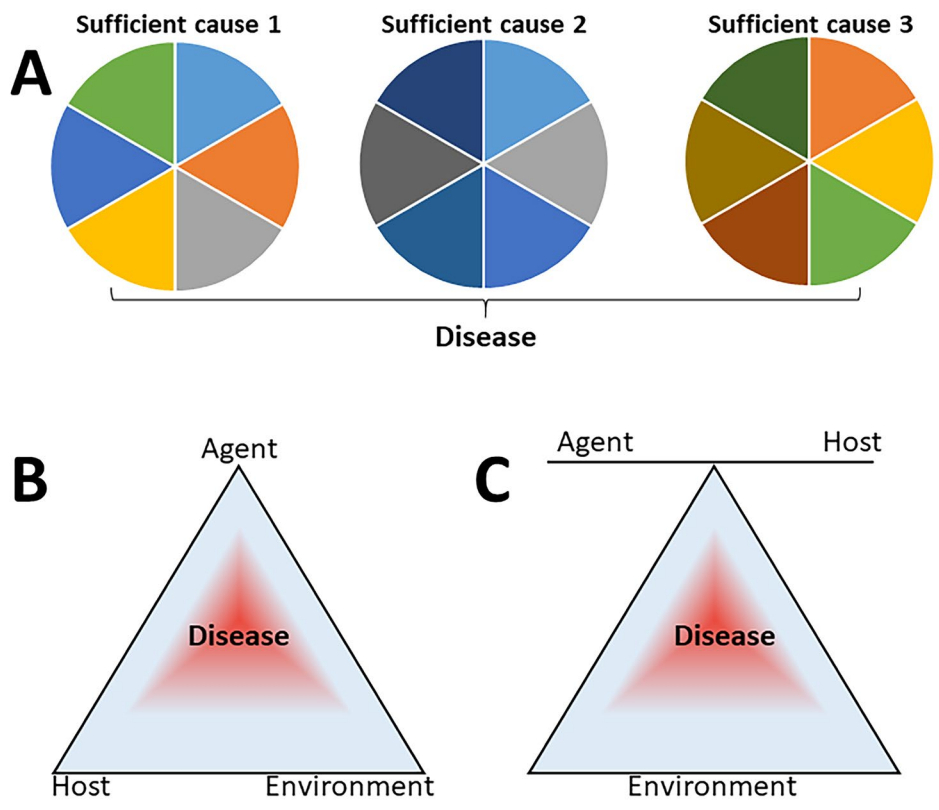 Sufficient cause 1
Sufficient cause 2
Sufficient cause 3
A
Disease
B
Agent
Disease
Host
Environment
C
Agent
Host
Disease
Environment